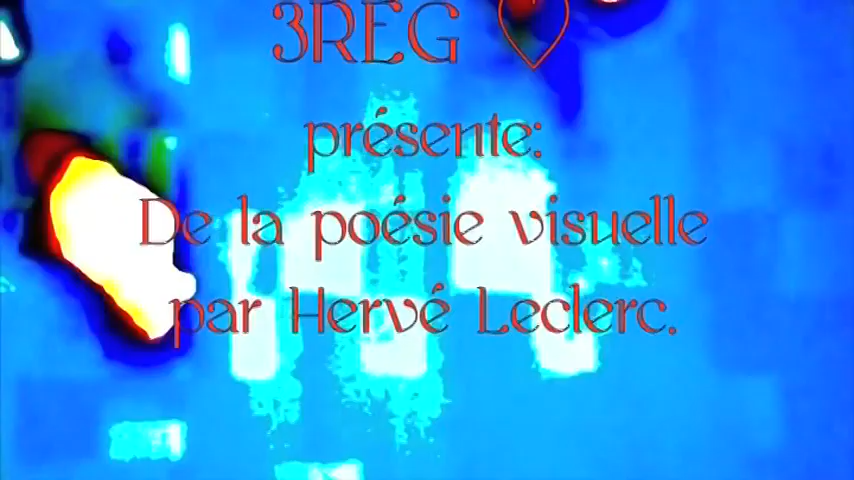 3REG ♡
présente:
De la poésie visuelle
par Hervé Leclerc.